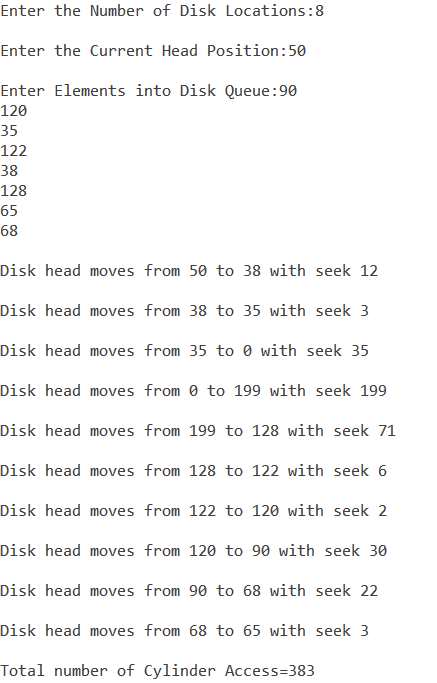 Enter the Number of Disk Locations:8
Enter the Current Head Position:50
Enter Elements into Disk Queue:90
120
35
122
38
128
65
68
Disk head moves from 50 to 38 with seek 12
Disk head moves from 38 to 35 with seek 3
Disk head moves from 35 to 0 with seek 35
Disk head moves from 0 to 199 with seek 199
Disk head moves from 199 to 128 with seek 71
Disk head moves from 128 to 122 with seek 6
Disk head moves from 122 to 120 with seek 2
Disk head moves from 120 to 90 with seek 30
Disk head moves from 90 to 68 with seek 22
Disk head moves from 68 to 65 with seek 3
Total number of Cylinder Access=383